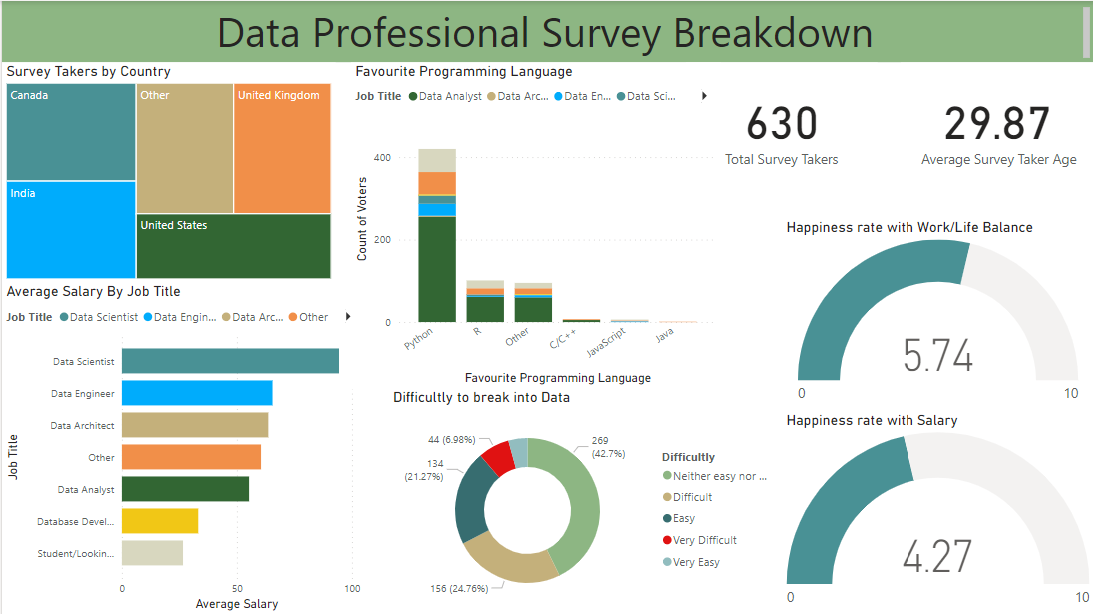 Data Professional Survey Breakdown
Survey Takers by Country
Canada
Other
United Kingdom
India
United States
Favourite Programming Language
Job Title Data Analyst Data Arc... Data En... Data Sci...
Count of Voters
400
200
0
Python
R
Other
C/C++
JavaScript
Java
Favourite Programming Language
630
Total Survey Takers
29.87
Average Survey Taker Age
Average Salary By Job Title
Job Title Data Scientist Data Engin... Data Arc... Other
Job Title
Data Scientist
Data Engineer
Data Architect
Other
Data Analyst
Database Devel...
Student/Lookin...
0
50
100
Average Salary
Difficultly to break into Data
44 (6.98%)
269
(42.7%)
134
(21.27%)
156 (24.76%)
Difficultly
Neither easy nor ...
Difficult
Easy
Very Difficult
Very Easy
Happiness rate with Work/Life Balance
5.74
0
10
Happiness rate with Salary
4.27
0
10